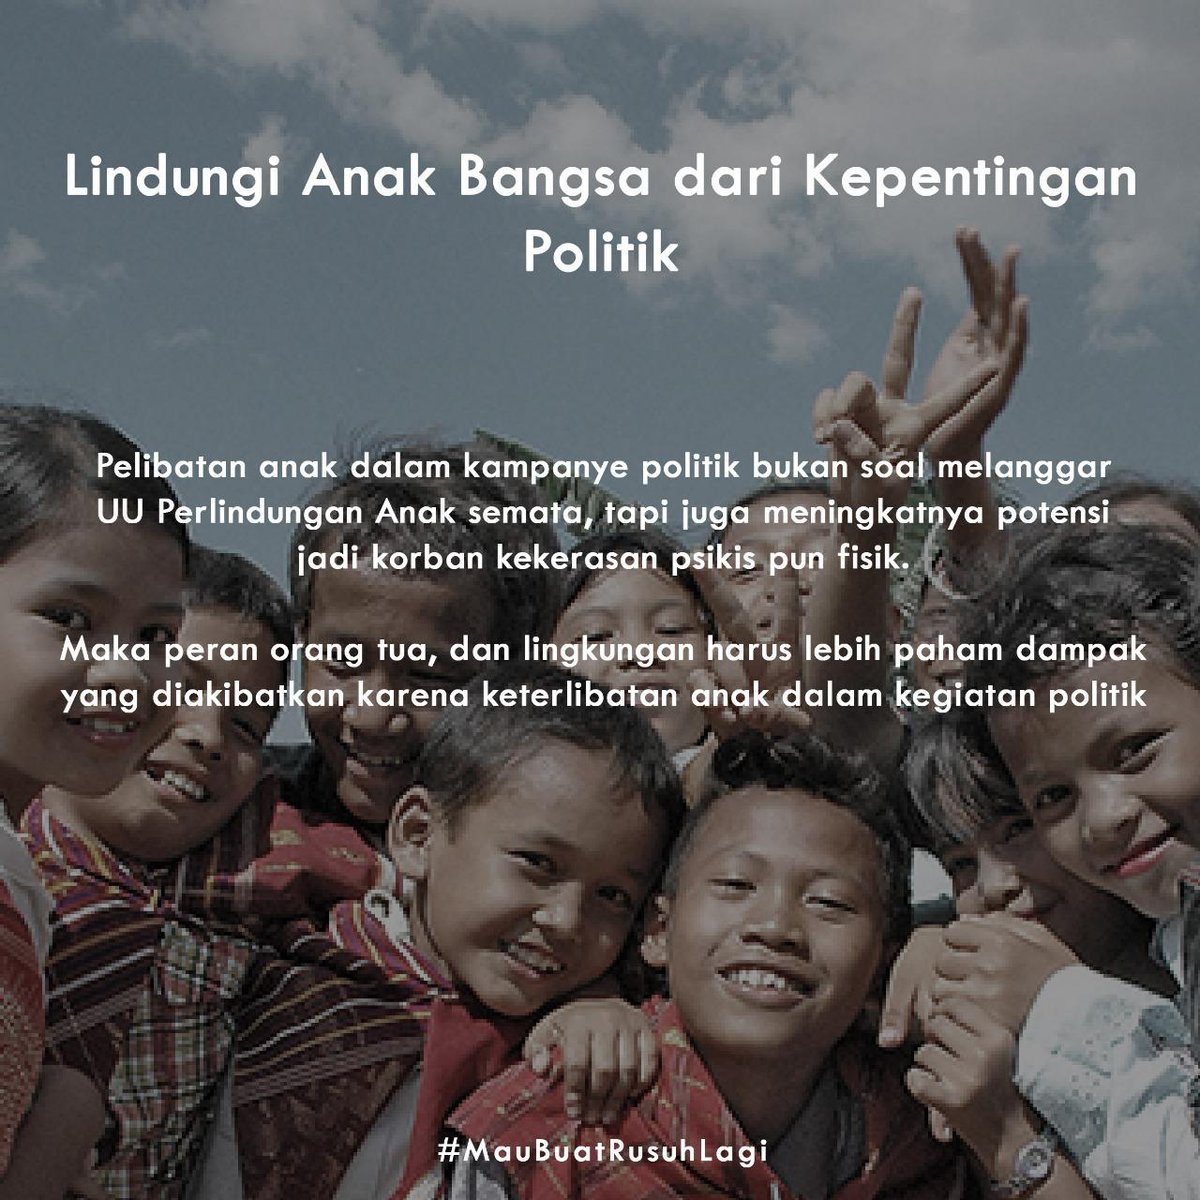 Lindungi Anak Bangsa dari Kepentingan
Politik
Pelibatan anak dalam kampanye politik bukan soal melanggar
UU Perlindungan Anak semata, tapi juga meningkatnya potensi
jadi korban kekerasan psikis pun fisik.
Maka peran orang tua, dan lingkungan harus lebih paham dampak
yang diakibatkan karena keterlibatan anak dalam kegiatan politik
#MauBuatRusuhLagi